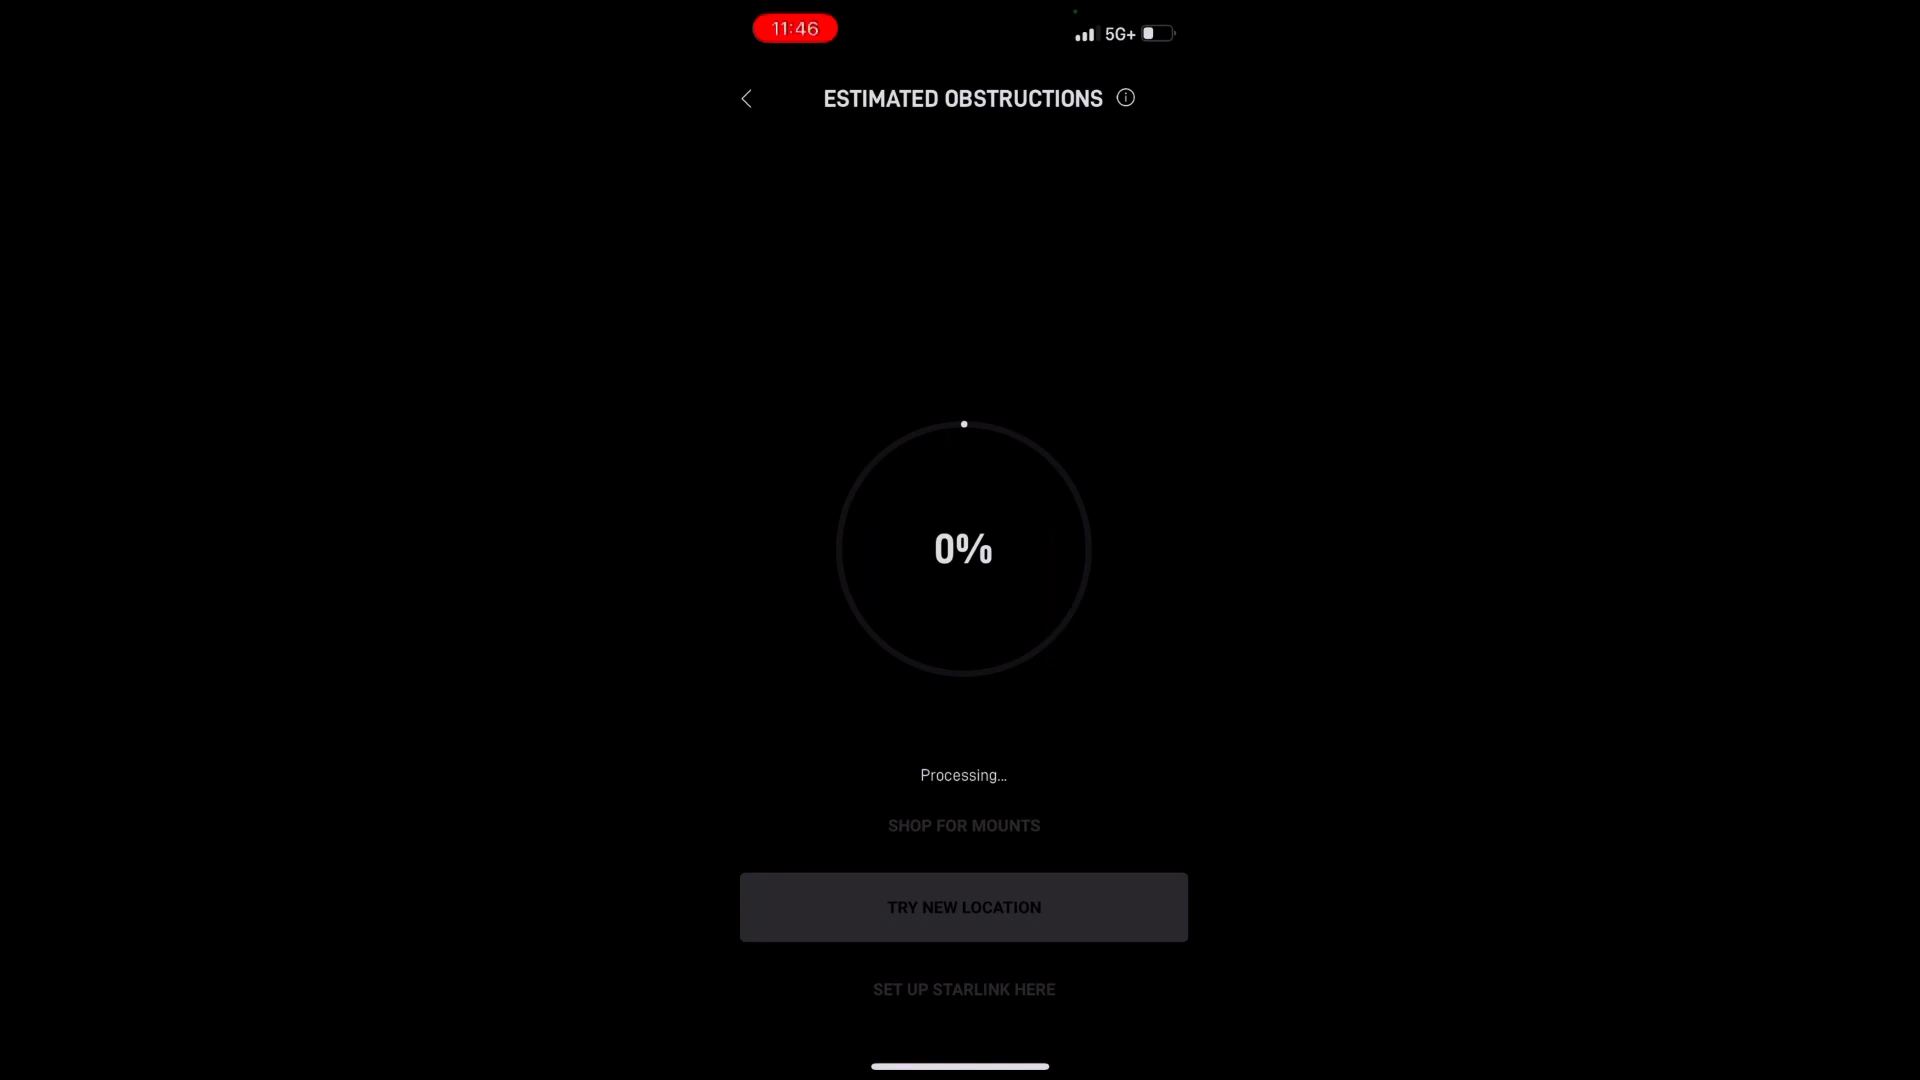 11:46
5G+
ESTIMATED OBSTRUCTIONS
0%
Processing...
SHOP FOR MOUNTS
TRY NEW LOCATION
SET UP STARLINK HERE